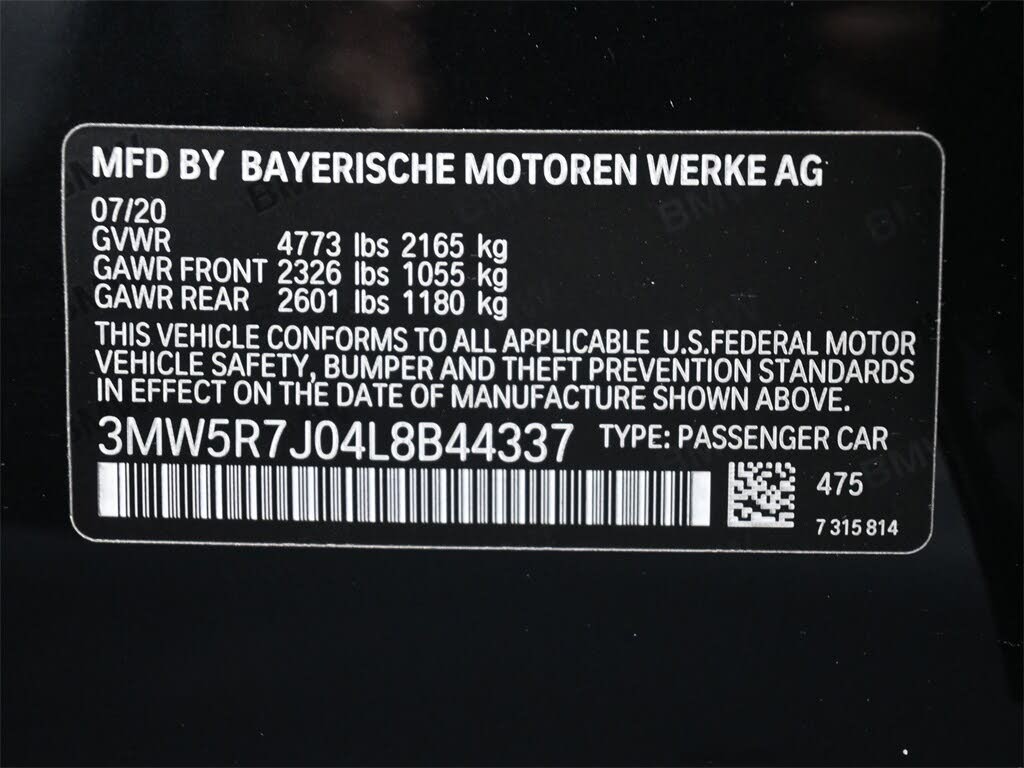 MFD BY BAYERISCHE MOTOREN WERKE AG
07/20
GVWR 4773 lbs 2165 kg
GAWR FRONT 2326 lbs 1055 kg
GAWR REAR 2601 lbs 1180 kg
THIS VEHICLE CONFORMS TO ALL APPLICABLE U.S.FEDERAL MOTOR
VEHICLE SAFETY, BUMPER AND THEFT PREVENTION STANDARDS
IN EFFECT ON THE DATE OF MANUFACTURE SHOWN ABOVE.
3MW5R7J04L8B44337 TYPE: PASSENGER CAR
475
7 315 814